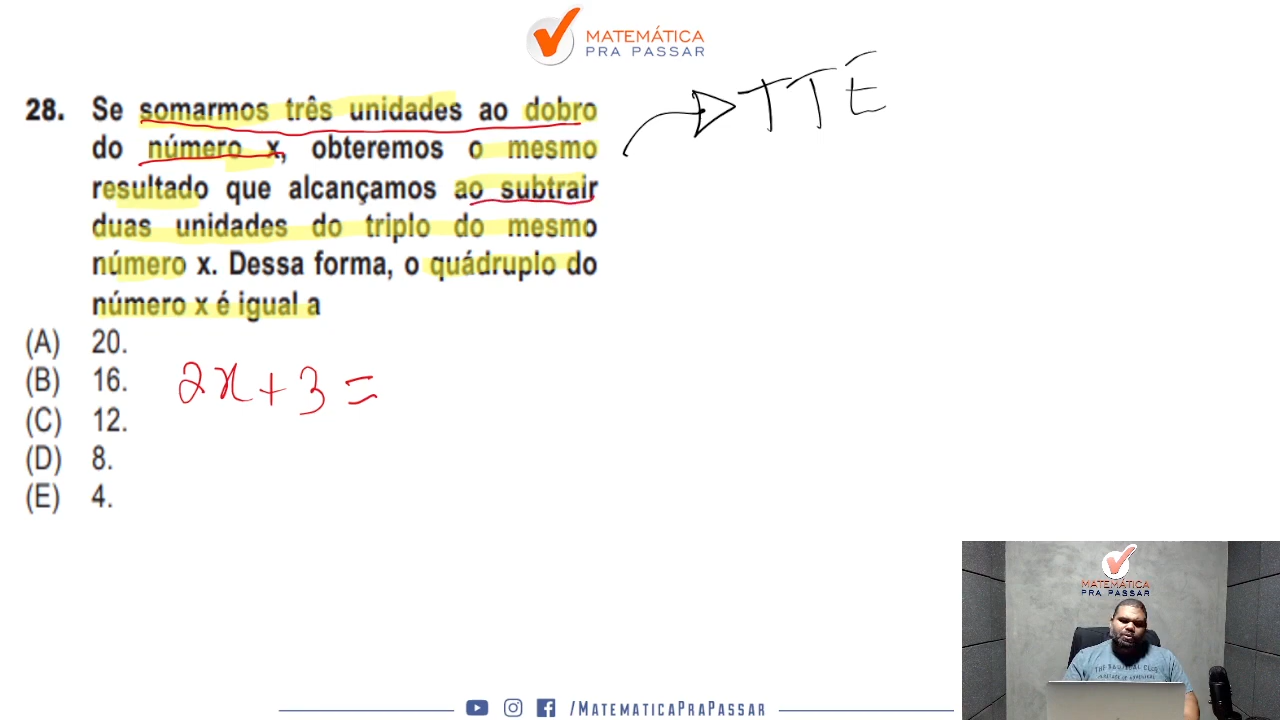 MATEMÁTICA
PRA PASSAR
TTE
28. Se somarmos três unidades ao dobro
do número x, obteremos o mesmo
resultado que alcançamos ao subtrair
duas unidades do triplo do mesmo
número x. Dessa forma, o quádruplo do
número x é igual a
(A) 20.
(B) 16.
(C) 12.
(D) 8.
(E) 4.
2x+3=
MATEMÁTICA
PRA PASSAR
/MATEMATICAPRAPASSAR